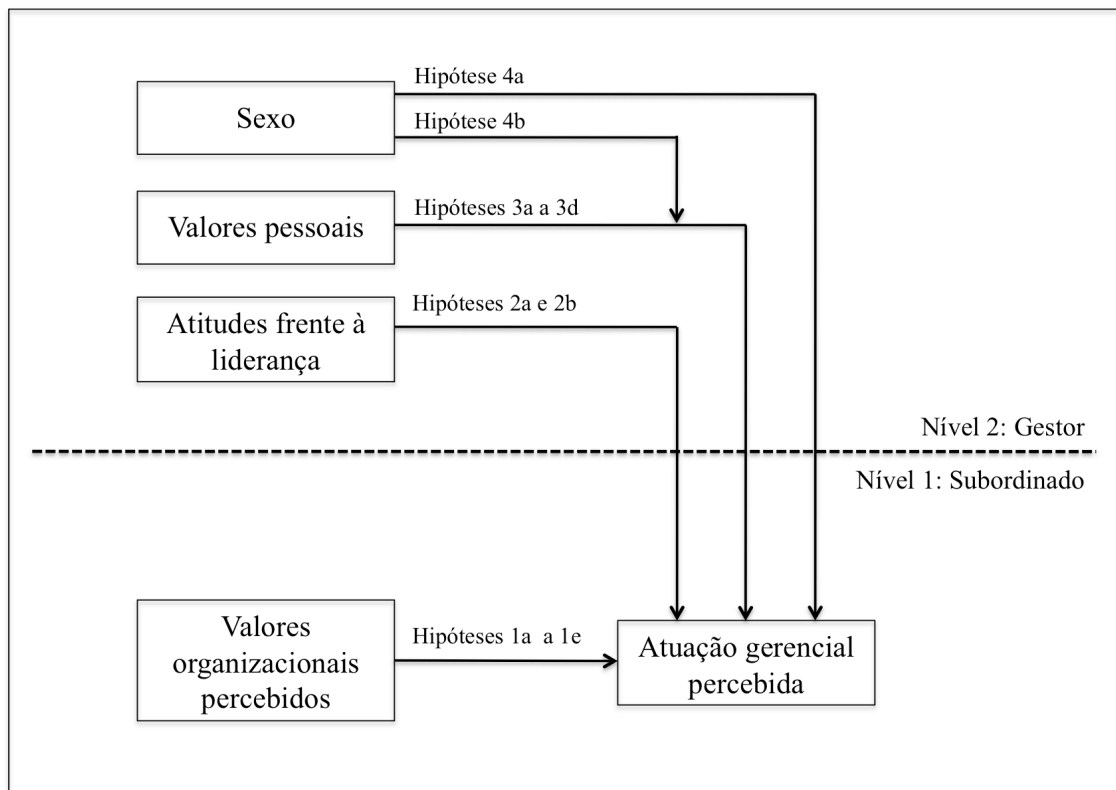 Hipótese 4a
Sexo
Hipótese 4b
Hipóteses 3a a 3d
Valores pessoais
Hipóteses 2a e 2b
Atitudes frente à
liderança
Nível 2: Gestor
Nível 1: Subordinado
Valores
organizacionais
percebidos
Hipóteses 1a a 1e
Atuação gerencial
percebida